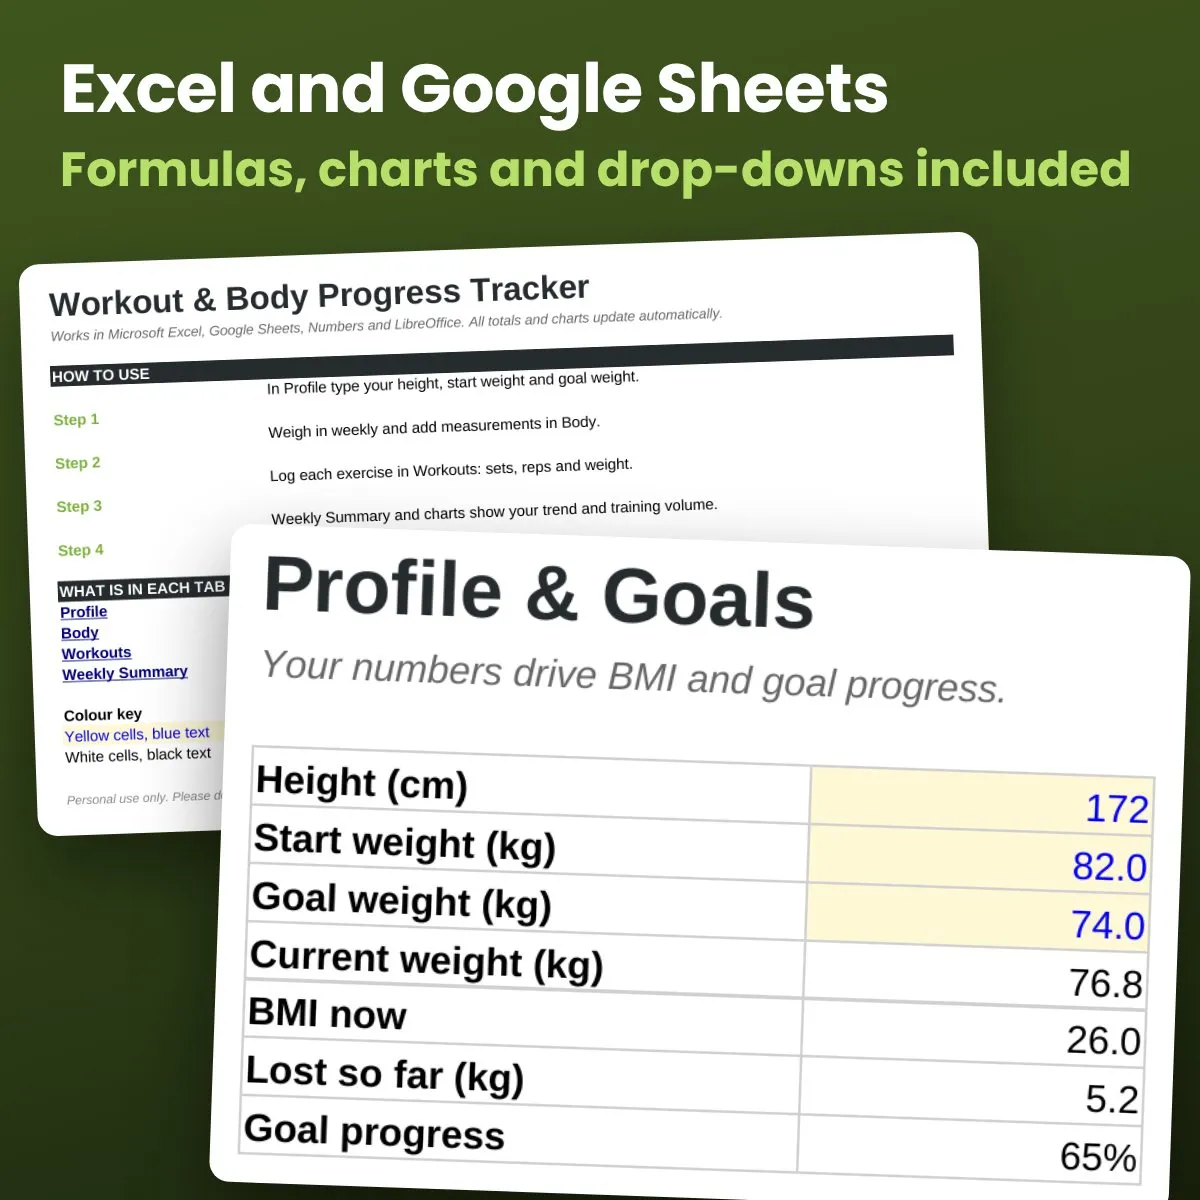 Excel and Google Sheets
Formulas, charts and drop-downs included
Workout & Body Progress Tracker
Works in Microsoft Excel, Google Sheets, Numbers and LibreOffice. All totals and charts update automatically.
HOW TO USE
In Profile type your height, start weight and goal weight.
Step 1
Weigh in weekly and add measurements in Body.
Step 2
Log each exercise in Workouts: sets, reps and weight.
Step 3
Weekly Summary and charts show your trend and training volume.
Step 4
WHAT IS IN EACH TAB
Profile
Body
Workouts
Weekly Summary
Colour key
Yellow cells, blue text
White cells, black text
Personal use only. Please
Profile & Goals
Your numbers drive BMI and goal progress.
Height (cm) 172
Start weight (kg) 82.0
Goal weight (kg) 74.0
Current weight (kg) 76.8
BMI now 26.0
Lost so far (kg) 5.2
Goal progress 65%